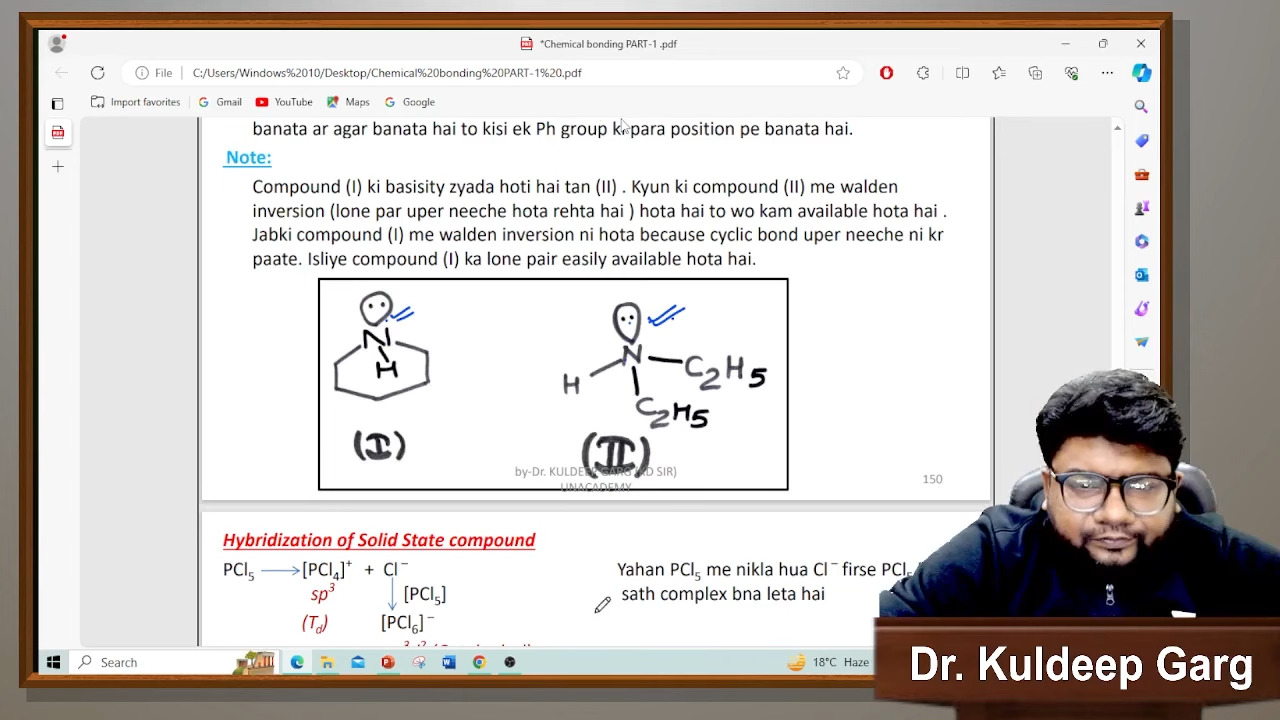 *Chemical bonding PART-1 .pdf
File
C:/Users/Windows%2010/Desktop/Chemical%20bonding%20PART-1%20.pdf
Import favorites
Gmail
YouTube
Maps
Google
banata ar agar banata hai to kisi ek Ph group k para position pe banata hai.
Note:
Compound (I) ki basisity zyada hoti hai tan (II) . Kyun ki compound (II) me walden
inversion (lone par uper neeche hota rehta hai ) hota hai to wo kam available hota hai .
Jabki compound (I) me walden inversion ni hota because cyclic bond uper neeche ni kr
paate. Isliye compound (I) ka lone pair easily available hota hai.
N
H
(I)
N
H
C2H5
C2H5
(II)
by-Dr. KULDEEP GARG SIR)
UNACADEMY
150
Hybridization of Solid State compound
PCl5 ⟶ [PCl4]+ + Cl−
sp3
[PCl5]
(Td)
[PCl6]−
Yahan PCl5 me nikla hua Cl− firse PCl5
sath complex bna leta hai
Search
18°C Haze
Dr. Kuldeep Garg